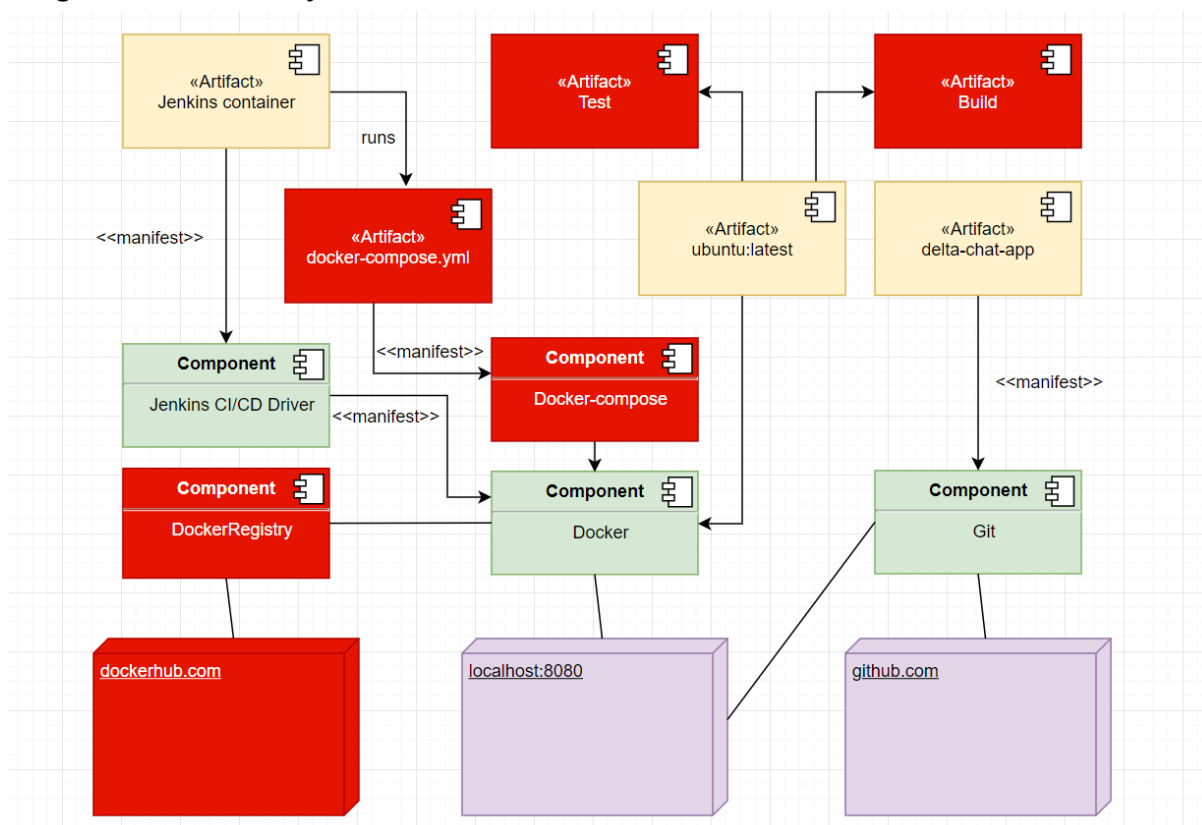 «Artifact»
Jenkins container
«Artifact»
Test
«Artifact»
Build
runs
«Artifact»
docker-compose.yml
«Artifact»
ubuntu:latest
«Artifact»
delta-chat-app
<<manifest>>
<<manifest>>
Component
Jenkins CI/CD Driver
<<manifest>>
Component
Docker-compose
<<manifest>>
Component
DockerRegistry
Component
Docker
Component
Git
dockerhub.com
localhost:8080
github.com